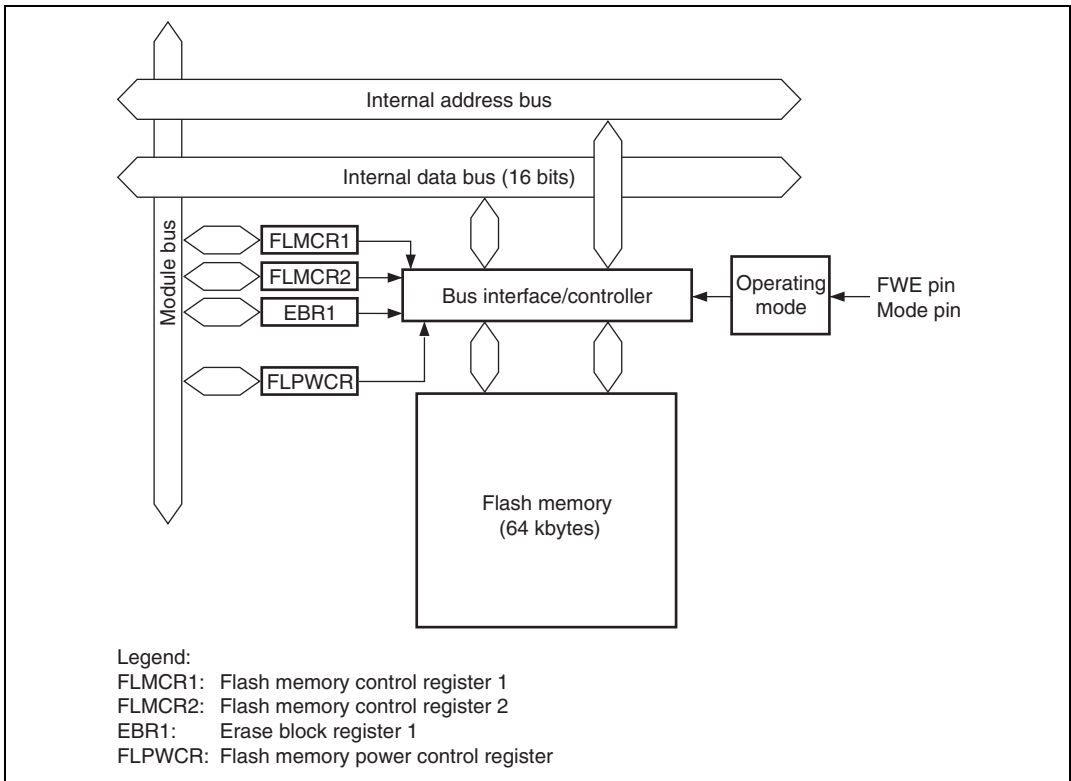 Internal address bus
Internal data bus (16 bits)
Module bus
FLMCR1
FLMCR2
EBR1
FLPWCR
Bus interface/controller
Operating
mode
FWE pin
Mode pin
Flash memory
(64 kbytes)
Legend:
FLMCR1: Flash memory control register 1
FLMCR2: Flash memory control register 2
EBR1: Erase block register 1
FLPWCR: Flash memory power control register